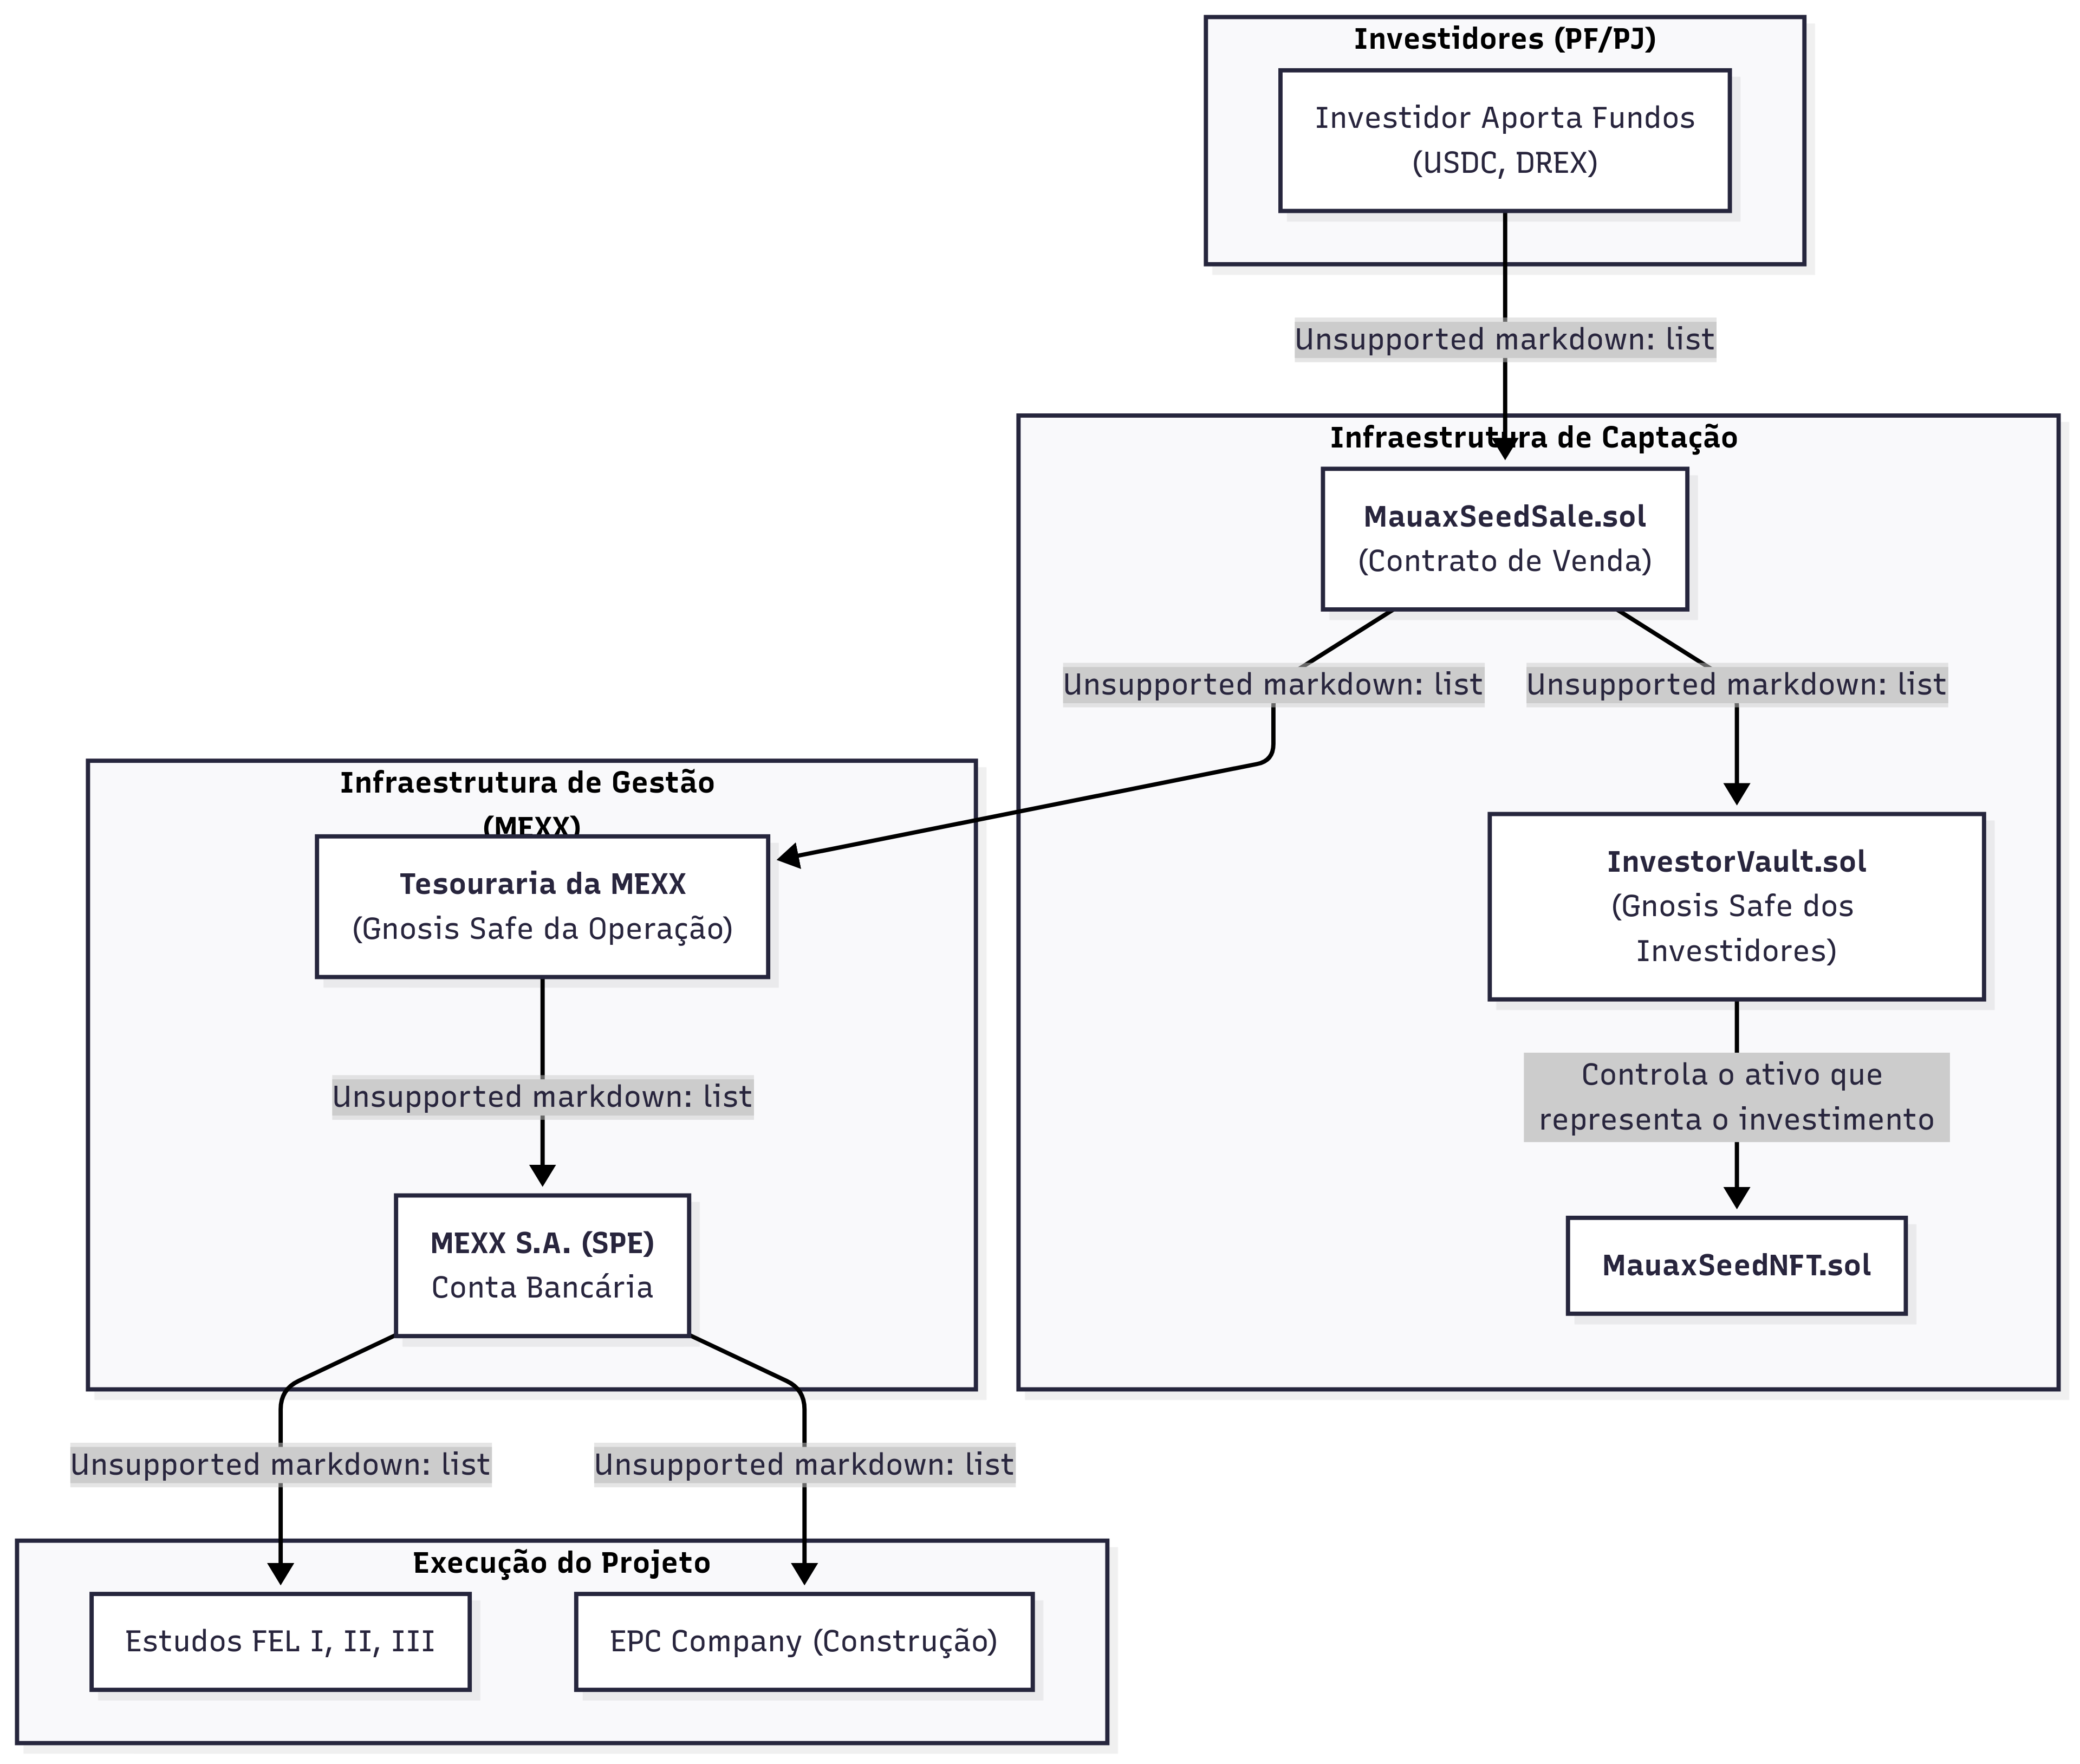 Investidores (PF/PJ)
Investidor Aporta Fundos
(USDC, DREX)
Unsupported markdown: list
Infraestrutura de Captação
MauaxSeedSale.sol
(Contrato de Venda)
Unsupported markdown: list
Unsupported markdown: list
Infraestrutura de Gestão
(MEXX)
Tesouraria da MEXX
(Gnosis Safe da Operação)
InvestorVault.sol
(Gnosis Safe dos
Investidores)
Unsupported markdown: list
Controla o ativo que
representa o investimento
MEXX S.A. (SPE)
Conta Bancária
MauaxSeedNFT.sol
Unsupported markdown: list
Unsupported markdown: list
Execução do Projeto
Estudos FEL I, II, III
EPC Company (Construção)